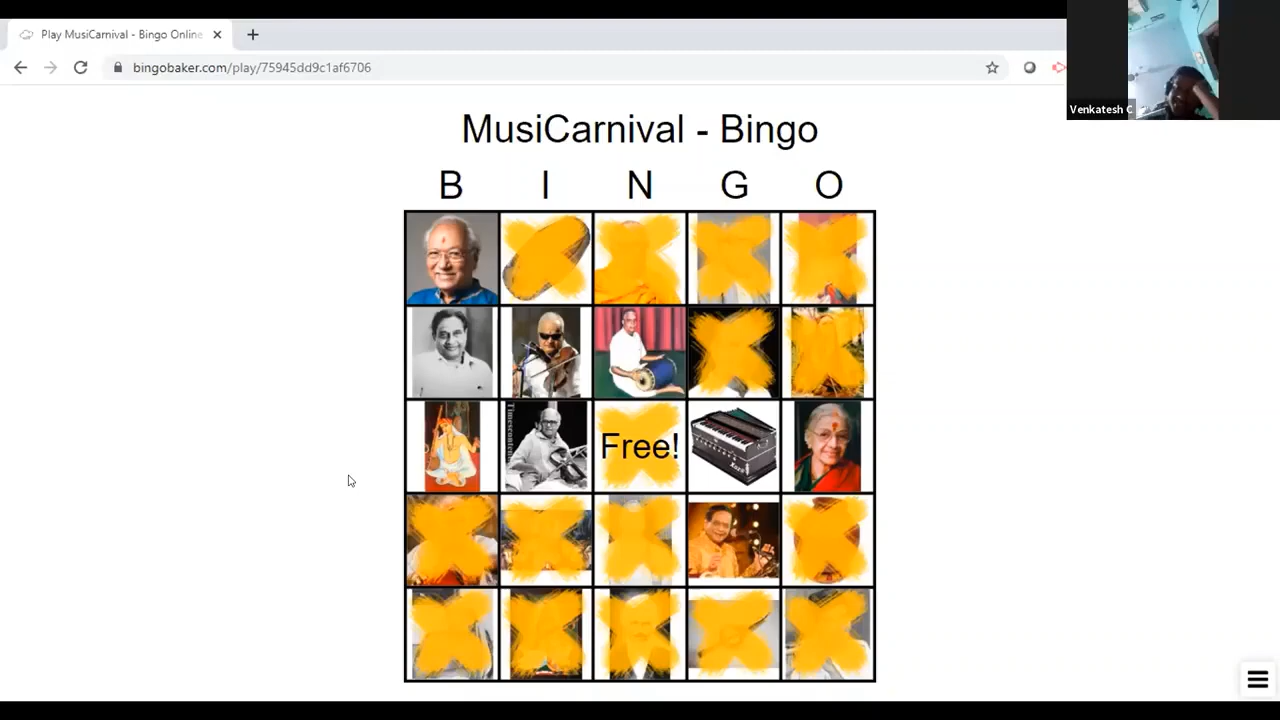 Play MusiCarnival - Bingo Online
bingobaker.com/play/75945dd9c1af6706
Venkatesh C
MusiCarnival - Bingo
B I N G O
Free!